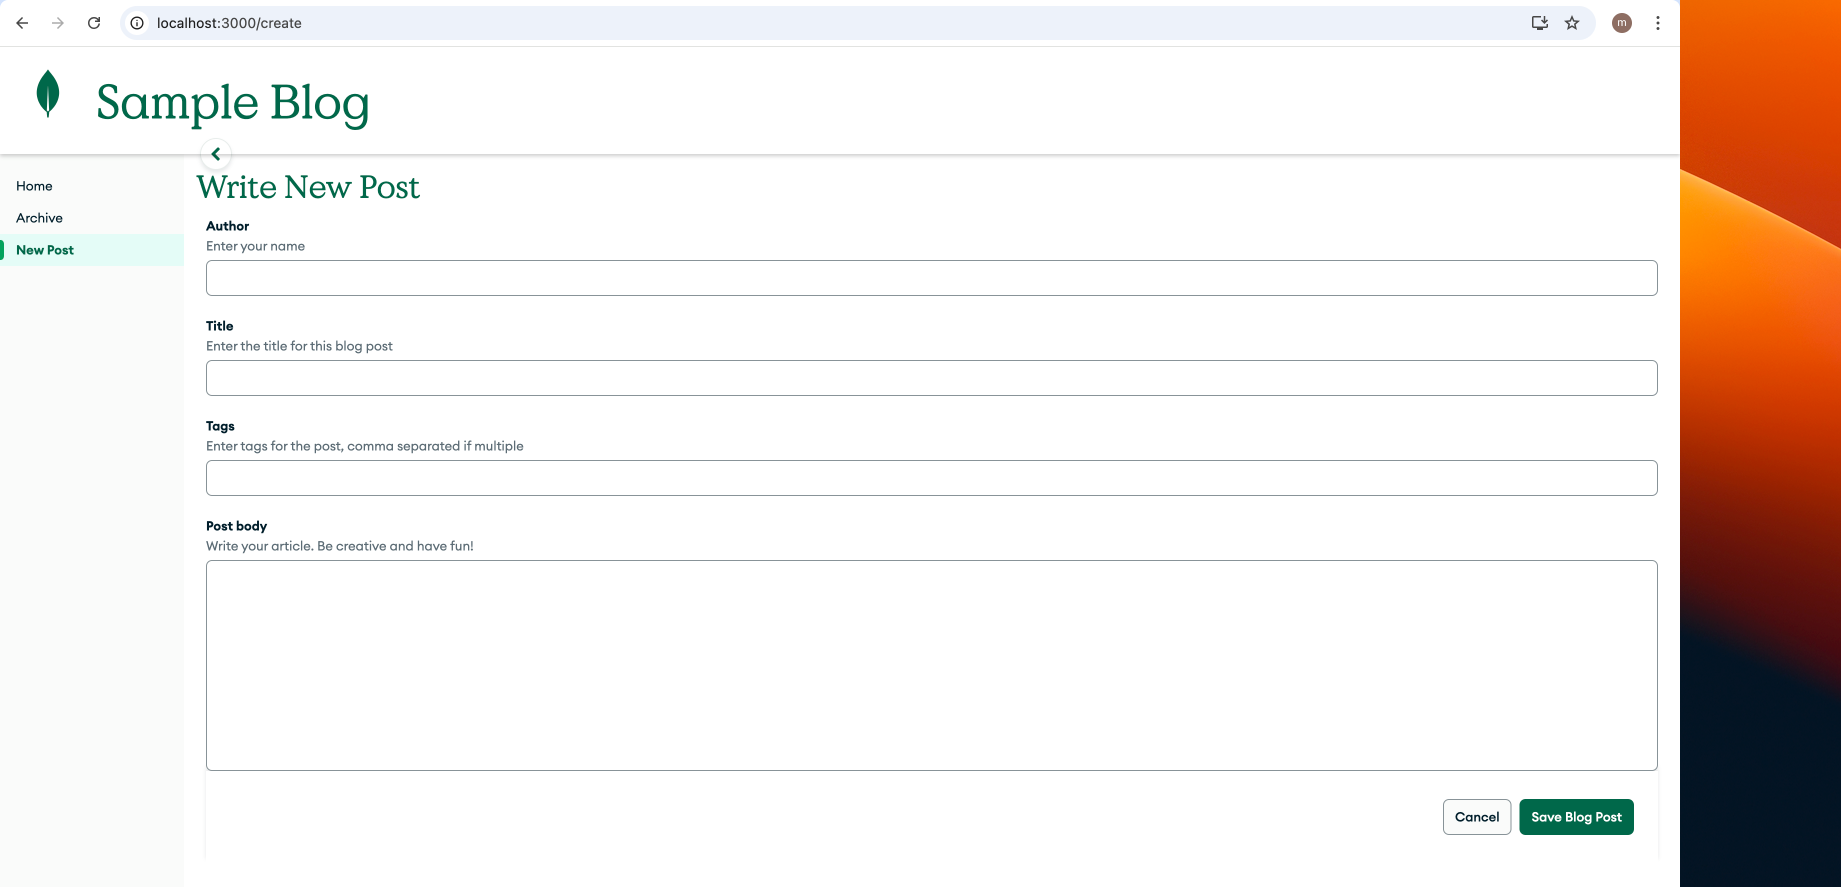 localhost:3000/create
m
Sample Blog
Home
Archive
New Post
Write New Post
Author
Enter your name
Title
Enter the title for this blog post
Tags
Enter tags for the post, comma separated if multiple
Post body
Write your article. Be creative and have fun!
Cancel
Save Blog Post